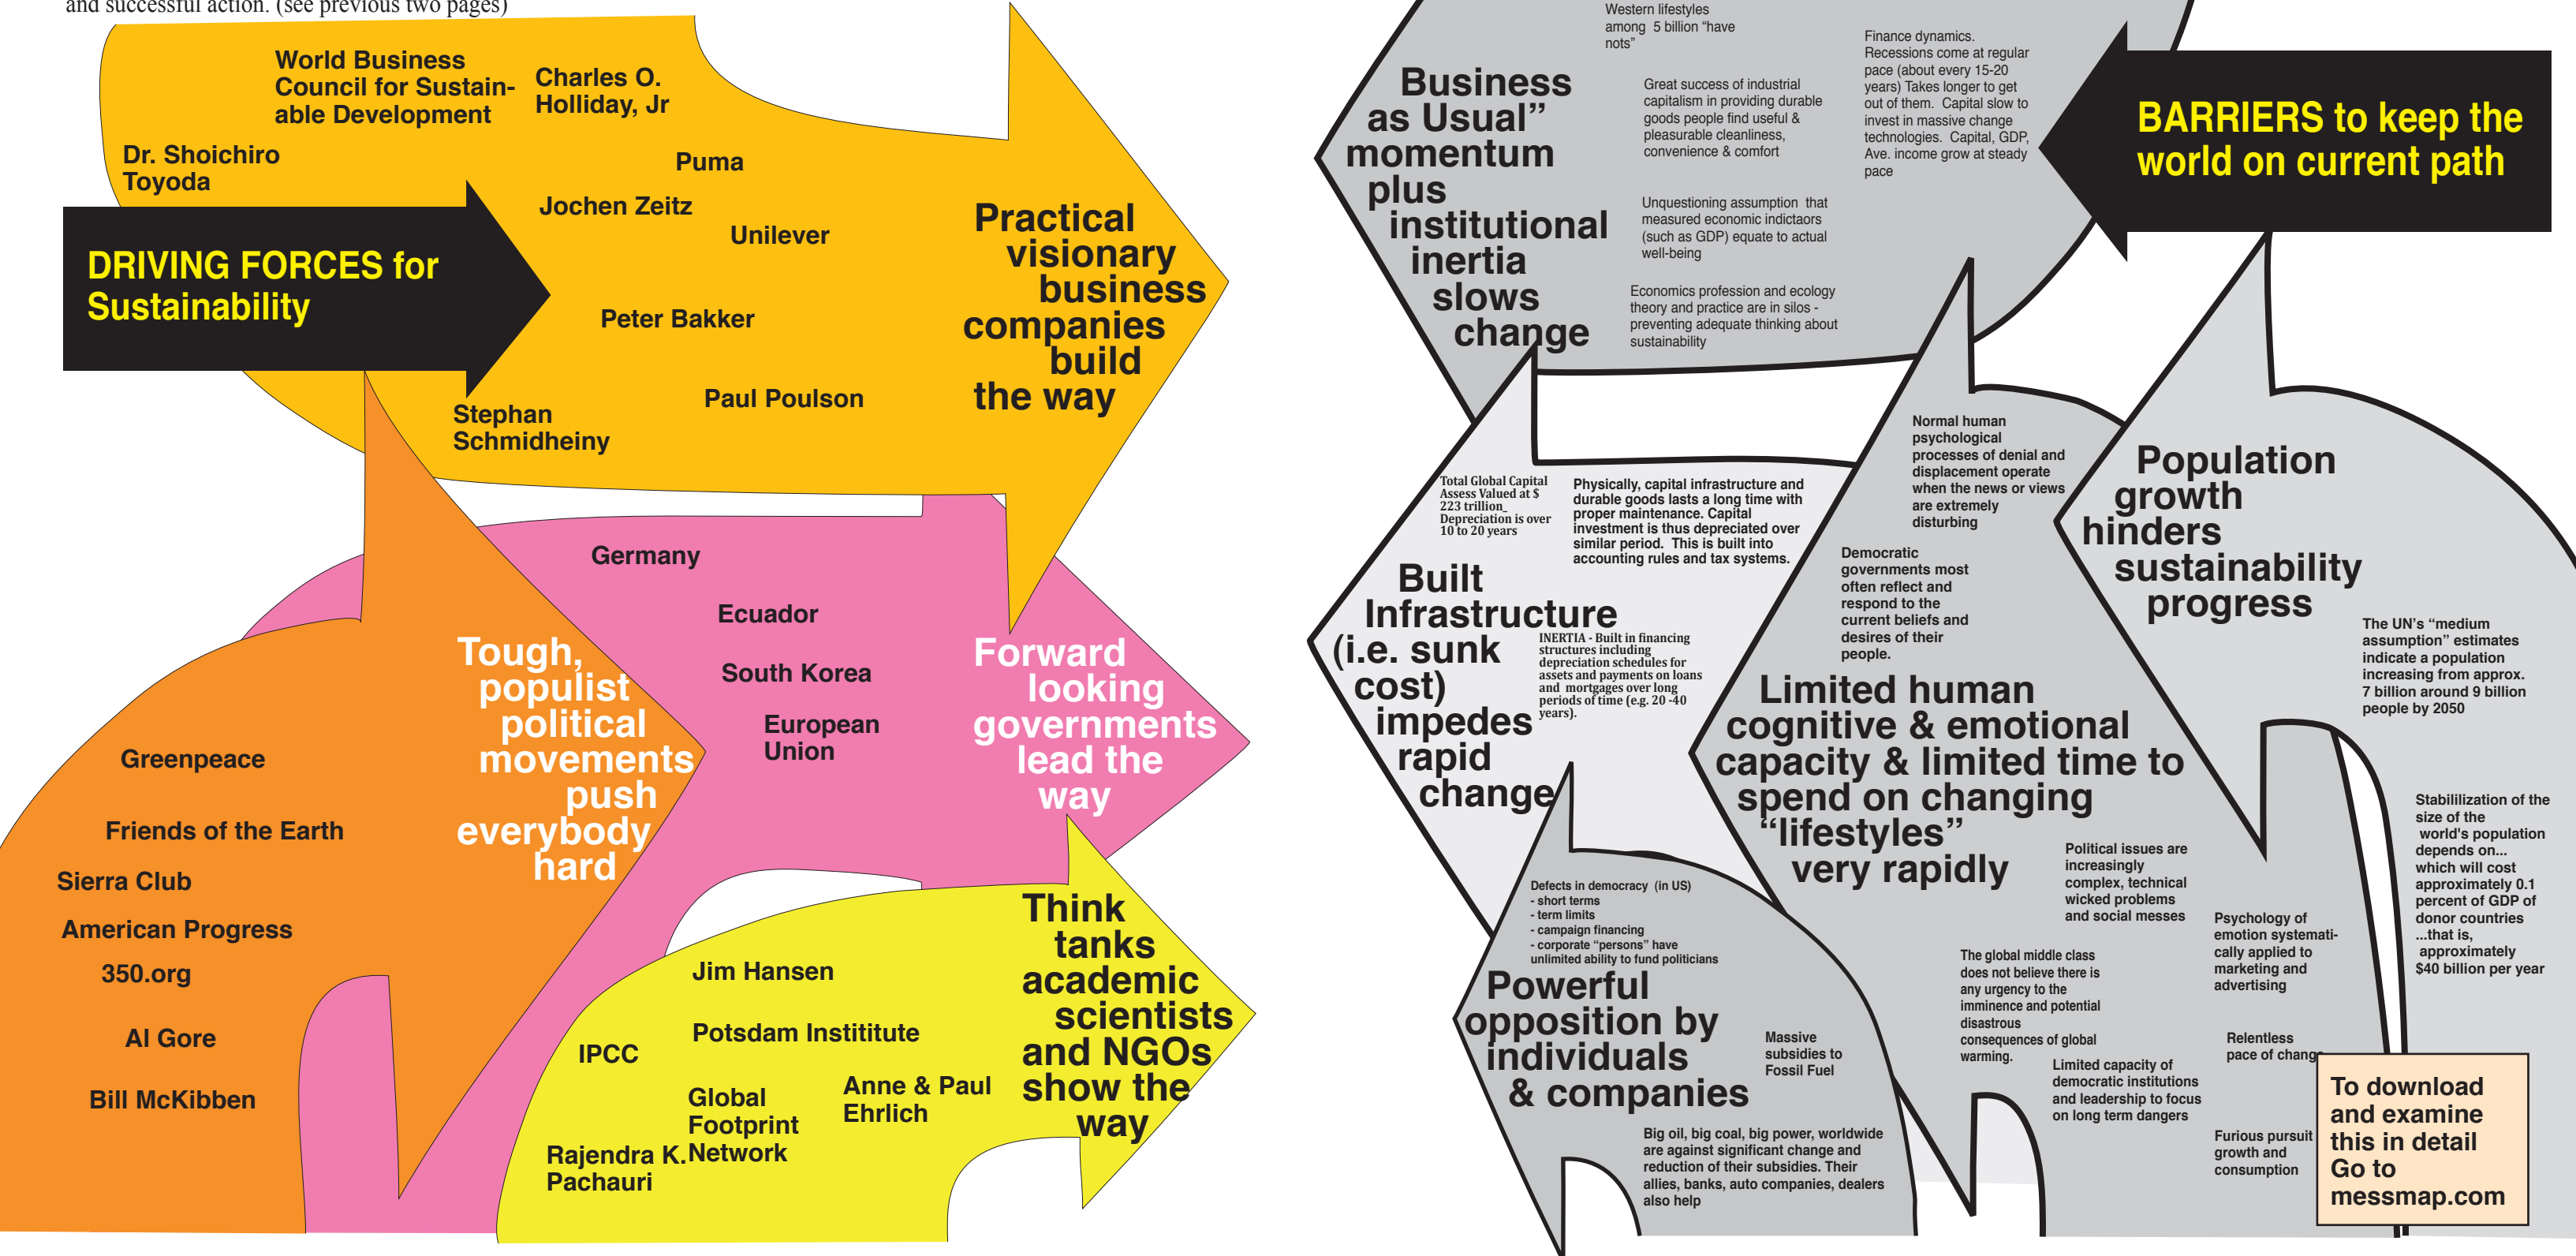 and successful action. (see previous two pages)
World Business
Council for Sustain-
able Development
Charles O.
Holliday, Jr
Dr. Shoichiro
Toyoda
Puma
Jochen Zeitz
Unilever
DRIVING FORCES for
Sustainability
Peter Bakker
Paul Poulson
Stephan
Schmidheiny
Practical
visionary
business
companies
build
the way
Germany
Ecuador
South Korea
European
Union
Forward
looking
governments
lead the
way
Tough,
populist
political
movements
push
everybody
hard
Greenpeace
Friends of the Earth
Sierra Club
American Progress
350.org
Al Gore
Bill McKibben
Jim Hansen
Potsdam Instititute
IPCC
Global
Footprint
Network
Anne & Paul
Ehrlich
Rajendra K.
Pachauri
Think
tanks
academic
scientists
and NGOs
show the
way
Western lifestyles
among 5 billion “have
nots”
Business
as Usual”
momentum
plus
institutional
inertia
slows
change
Great success of industrial
capitalism in providing durable
goods people find useful &
pleasurable cleanliness,
convenience & comfort
Unquestioning assumption that
measured economic indictaors
(such as GDP) equate to actual
well-being
Economics profession and ecology
theory and practice are in silos -
preventing adequate thinking about
sustainability
Finance dynamics.
Recessions come at regular
pace (about every 15-20
years) Takes longer to get
out of them. Capital slow to
invest in massive change
technologies. Capital, GDP,
Ave. income grow at steady
pace
BARRIERS to keep the
world on current path
Total Global Capital
Assess Valued at $
223 trillion_
Depreciation is over
10 to 20 years
Physically, capital infrastructure and
durable goods lasts a long time with
proper maintenance. Capital
investment is thus depreciated over
similar period. This is built into
accounting rules and tax systems.
Built
Infrastructure
(i.e. sunk
cost)
impedes
rapid
change
INERTIA - Built in financing
structures including
depreciation schedules for
assets and payments on loans
and mortgages over long
periods of time (e.g. 20 -40
years).
Normal human
psychological
processes of denial and
displacement operate
when the news or views
are extremely
disturbing
Democratic
governments most
often reflect and
respond to the
current beliefs and
desires of their
people.
Limited human
cognitive & emotional
capacity & limited time to
spend on changing
“lifestyles”
very rapidly
Political issues are
increasingly
complex, technical
wicked problems
and social messes
The global middle class
does not believe there is
any urgency to the
imminence and potential
disastrous
consequences of global
warming.
Psychology of
emotion systemati-
cally applied to
marketing and
advertising
Relentless
pace of change
Limited capacity of
democratic institutions
and leadership to focus
on long term dangers
Furious pursuit
growth and
consumption
Population
growth
hinders
sustainability
progress
The UN’s “medium
assumption” estimates
indicate a population
increasing from approx.
7 billion around 9 billion
people by 2050
Stabililization of the
size of the
world's population
depends on...
which will cost
approximately 0.1
percent of GDP of
donor countries
...that is,
approximately
$40 billion per year
Defects in democracy (in US)
- short terms
- term limits
- campaign financing
- corporate “persons” have
unlimited ability to fund politicians
Powerful
opposition by
individuals
& companies
Massive
subsidies to
Fossil Fuel
Big oil, big coal, big power, worldwide
are against significant change and
reduction of their subsidies. Their
allies, banks, auto companies, dealers
also help
To download
and examine
this in detail
Go to
messmap.com